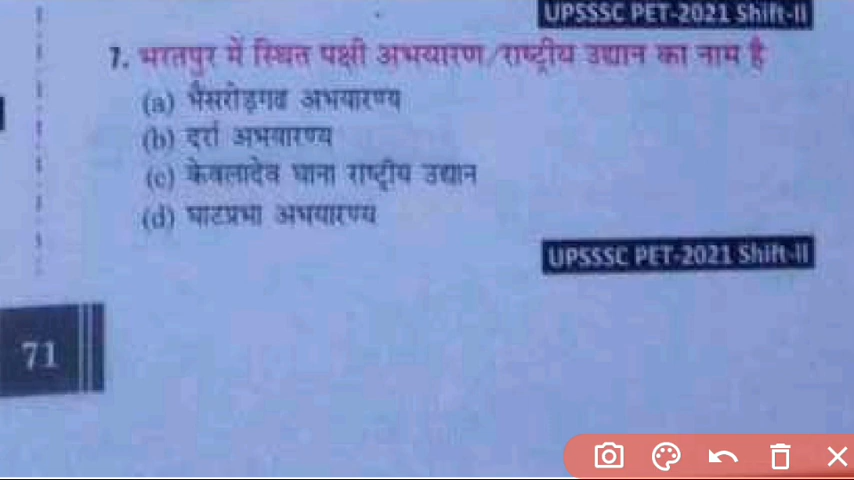 UPSSSC PET-2021 Shift-II
7. भरतपुर में स्थित पक्षी अभयारण/राष्ट्रीय उद्यान का नाम है
(a) भैंसरोड़गढ अभयारण्य
(b) दर्रा अभयारण्य
(c) केवलादेव घाना राष्ट्रीय उद्यान
(d) घाटप्रभा अभयारण्य
UPSSSC PET-2021 Shift-II
71